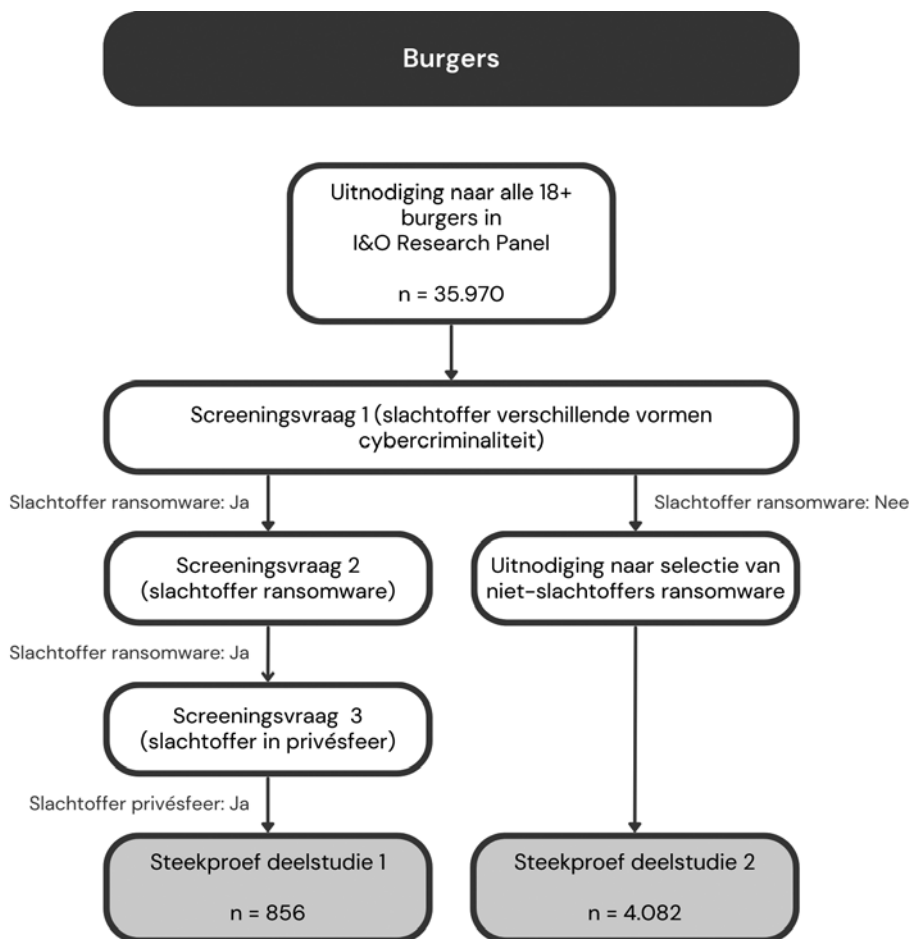 Burgers
Uitnodiging naar alle 18+
burgers in
I&O Research Panel
n = 35.970
Screeningsvraag 1 (slachtoffer verschillende vormen
cybercriminaliteit)
Slachtoffer ransomware: Ja
Slachtoffer ransomware: Nee
Screeningsvraag 2
(slachtoffer ransomware)
Uitnodiging naar selectie van
niet-slachtoffers ransomware
Slachtoffer ransomware: Ja
Screeningsvraag 3
(slachtoffer in privésfeer)
Slachtoffer privésfeer: Ja
Steekproef deelstudie 1
n = 856
Steekproef deelstudie 2
n = 4.082